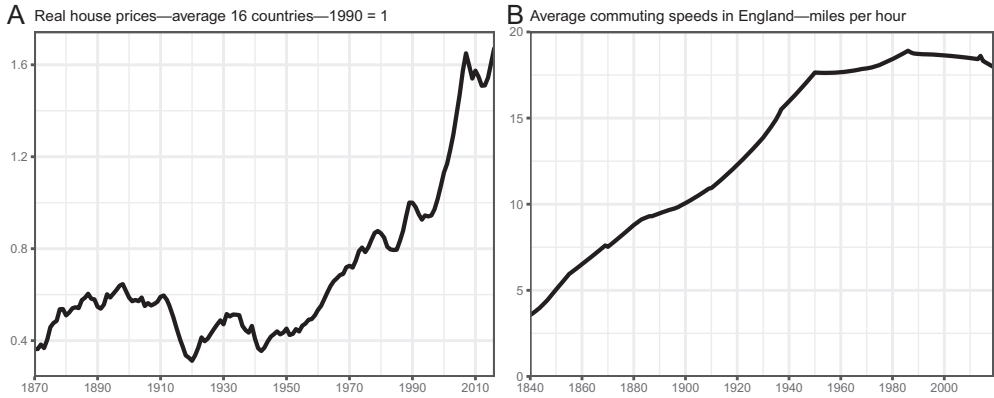 A Real house prices—average 16 countries—1990 = 1
1.6
1.2
0.8
0.4
1870 1890 1910 1930 1950 1970 1990 2010
B Average commuting speeds in England—miles per hour
20
15
10
5
0
1840 1860 1880 1900 1920 1940 1960 1980 2000